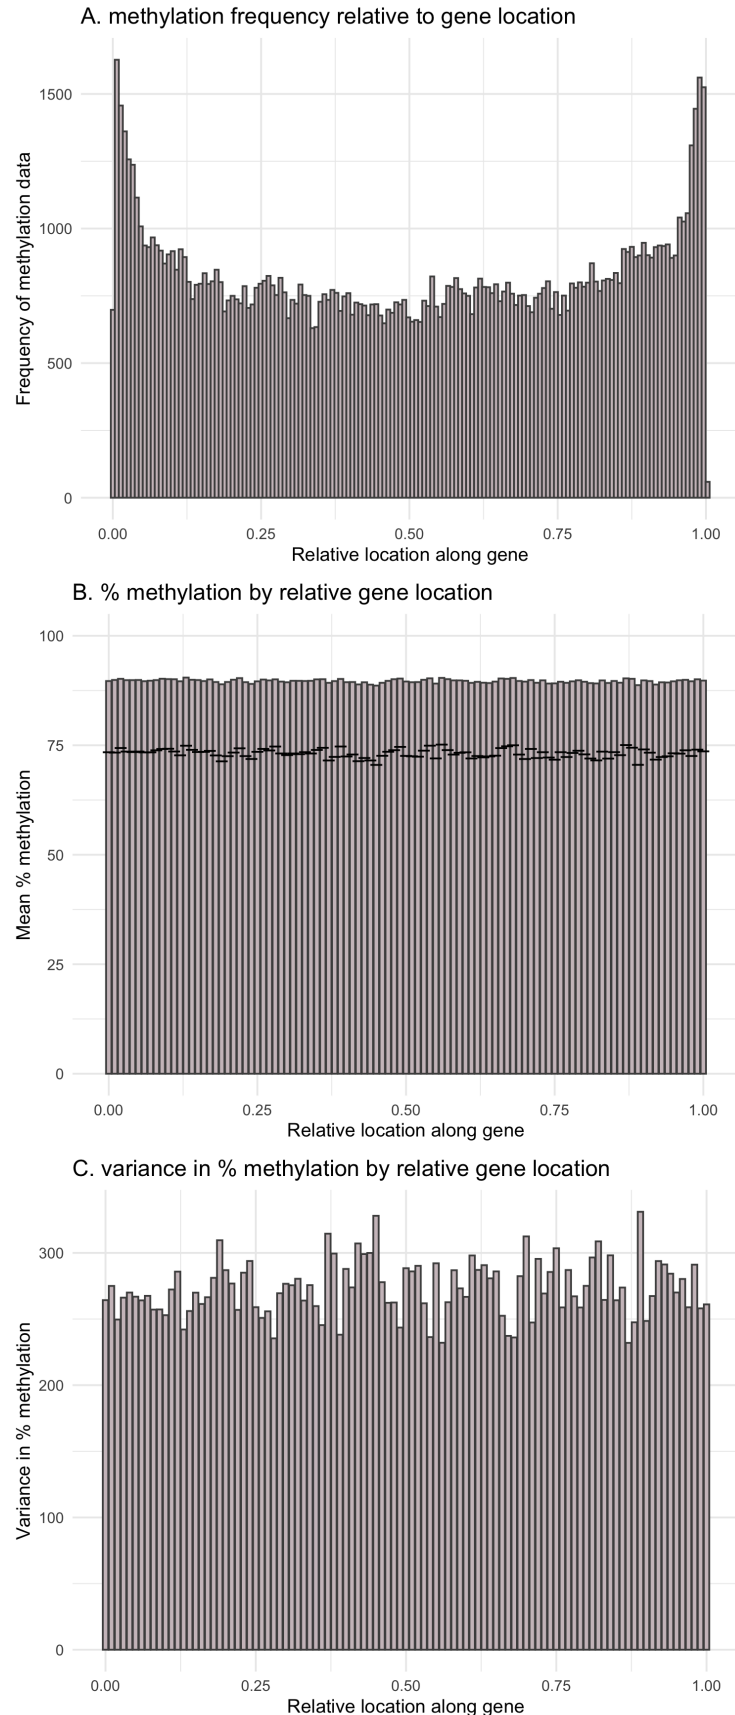 A. methylation frequency relative to gene location
Frequency of methylation data
1500
1000
500
0
0.00 0.25 0.50 0.75 1.00
Relative location along gene
B. % methylation by relative gene location
Mean % methylation
100
75
50
25
0
0.00 0.25 0.50 0.75 1.00
Relative location along gene
C. variance in % methylation by relative gene location
Variance in % methylation
300
200
100
0
0.00 0.25 0.50 0.75 1.00
Relative location along gene